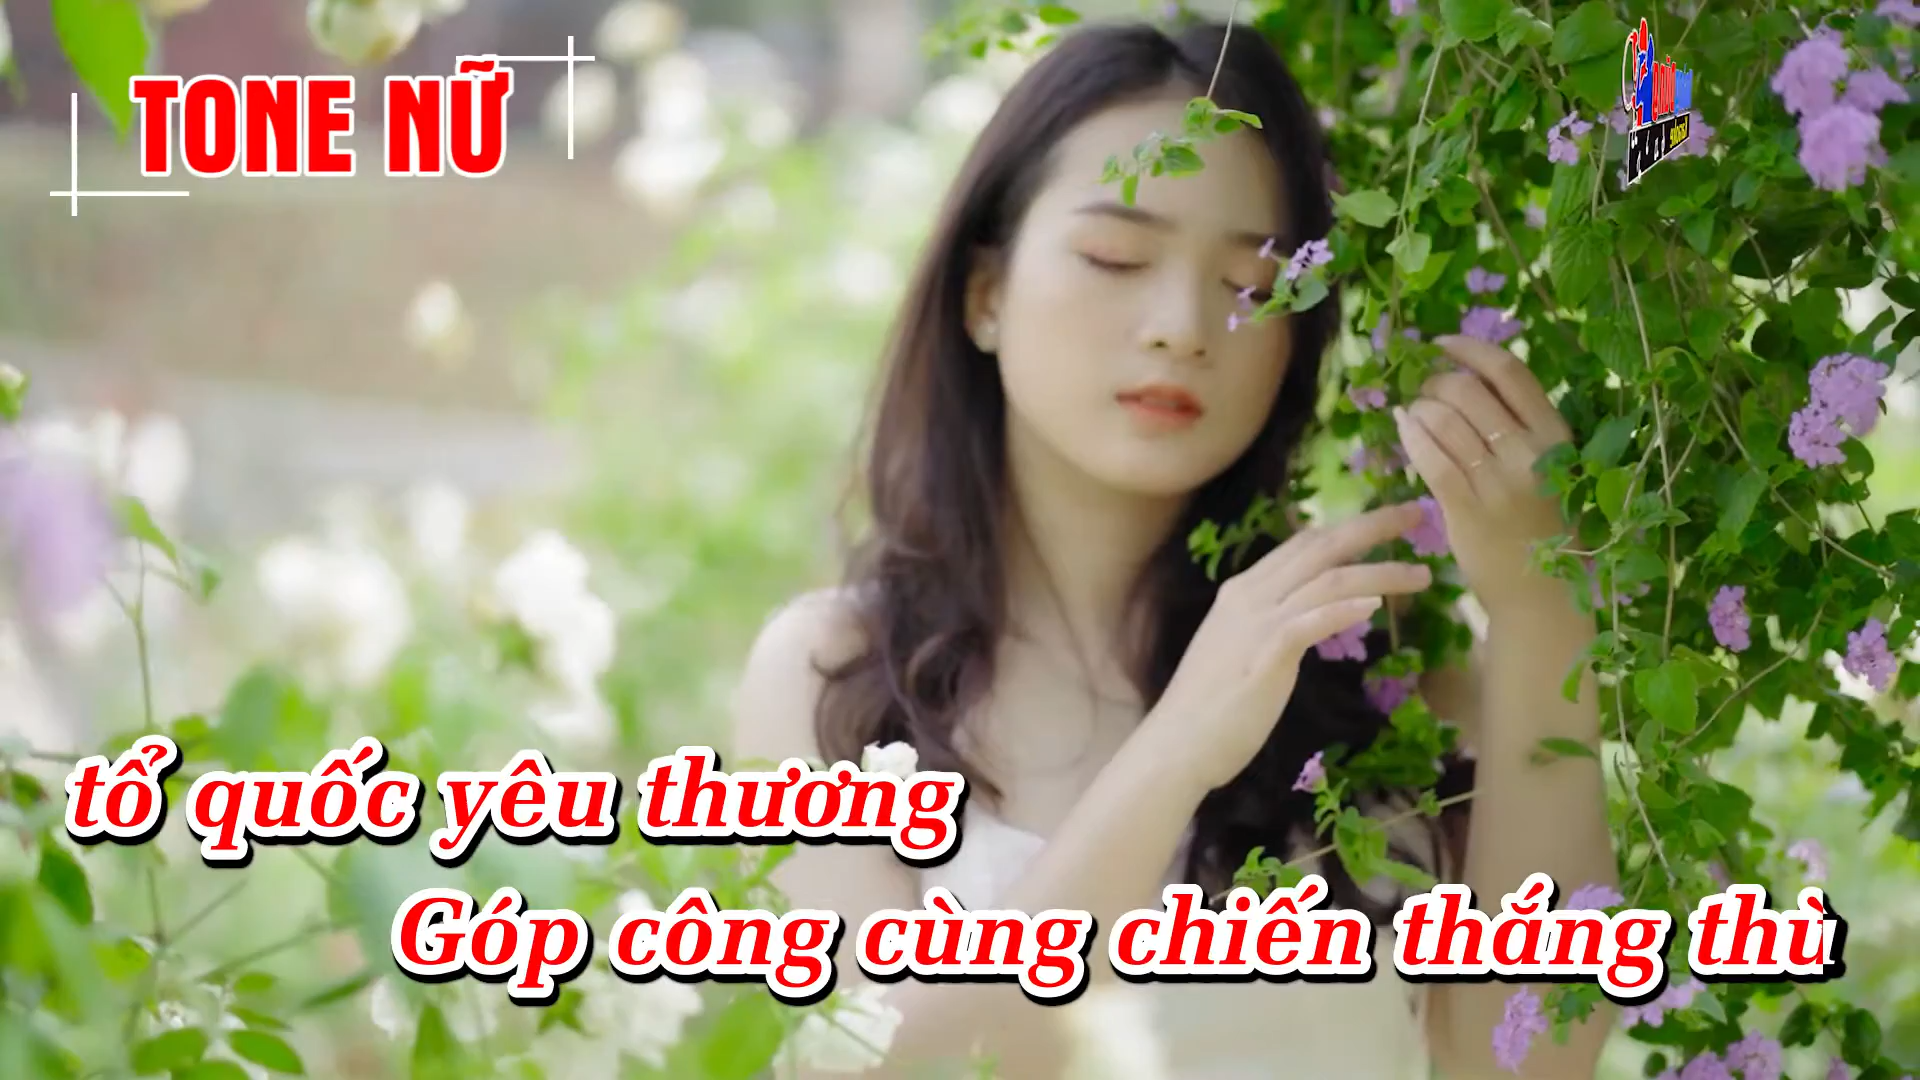 TONE NỮ
tổ quốc yêu thương
Góp công cùng chiến thắng thù